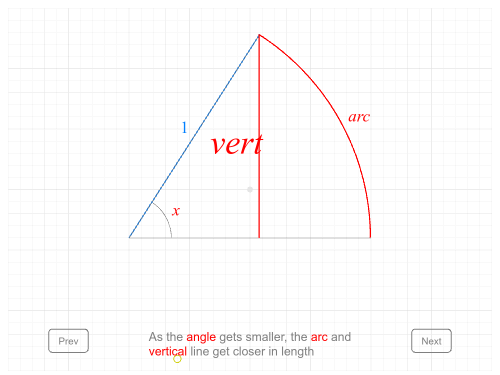 1
vert
arc
x
Prev
As the angle gets smaller, the arc and
vertical line get closer in length
Next